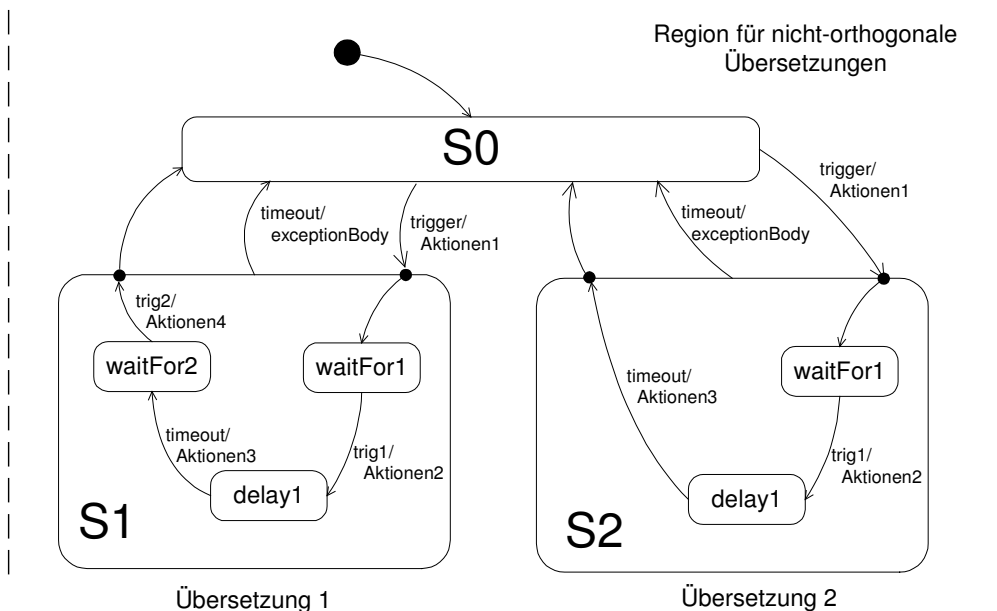 Region für nicht-orthogonale
Übersetzungen
S0
trigger/
Aktionen1
timeout/
exceptionBody
trigger/
Aktionen1
timeout/
exceptionBody
trig2/
Aktionen4
waitFor2
waitFor1
timeout/
Aktionen3
trig1/
Aktionen2
delay1
S1
Übersetzung 1
waitFor1
timeout/
Aktionen3
trig1/
Aktionen2
delay1
S2
Übersetzung 2